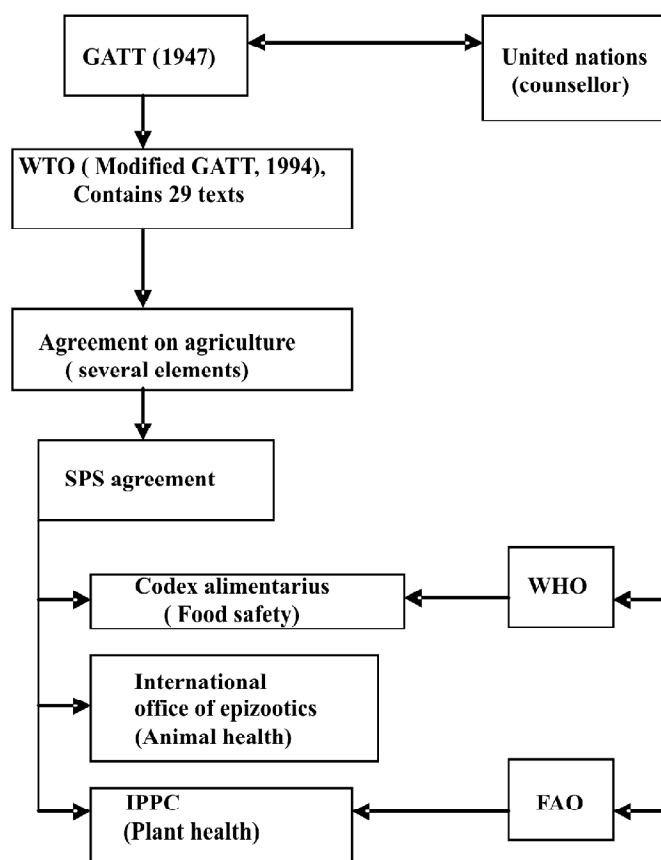 GATT (1947)
United nations
(counsellor)
WTO ( Modified GATT, 1994),
Contains 29 texts
Agreement on agriculture
( several elements)
SPS agreement
Codex alimentarius
( Food safety)
WHO
International
office of epizootics
(Animal health)
IPPC
(Plant health)
FAO